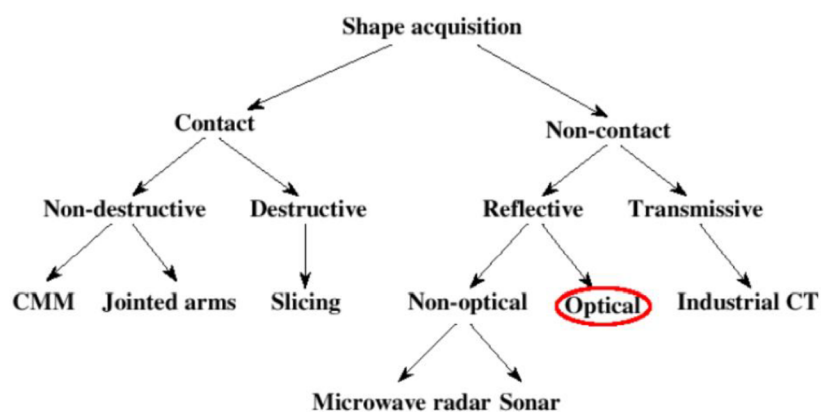 Shape acquisition
Contact
Non-contact
Non-destructive
Destructive
Reflective
Transmissive
CMM
Jointed arms
Slicing
Non-optical
Optical
Industrial CT
Microwave radar
Sonar